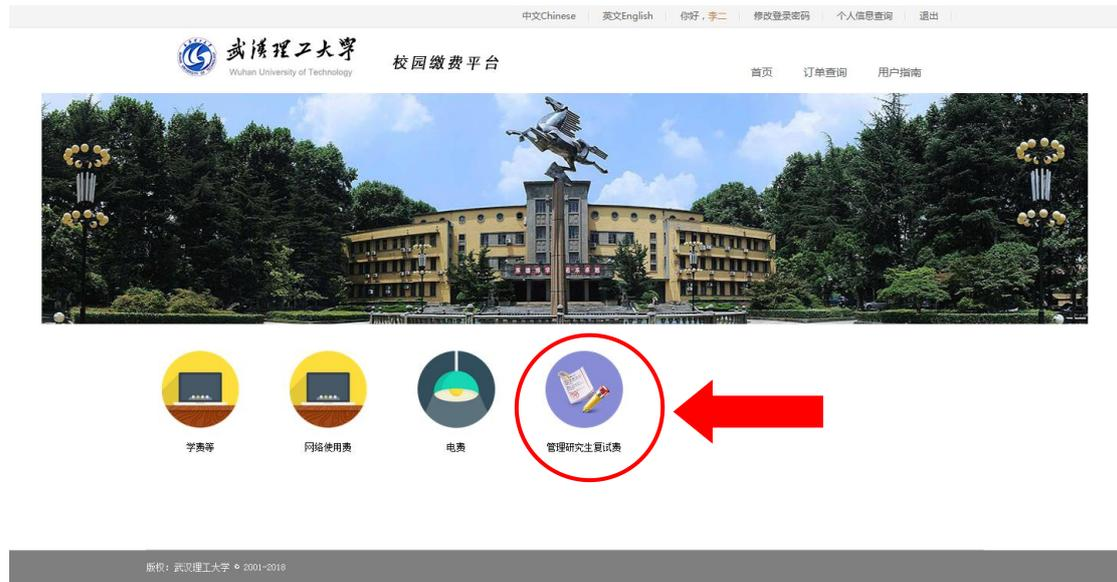 中文Chinese 英文English 你好，李二 修改登录密码 个人信息查询 退出
武汉理工大学 校园缴费平台
Wuhan University of Technology
首页 订单查询 用户指南
学费等 网络使用费 电费 管理研究生复试费
版权：武汉理工大学 © 2001-2018